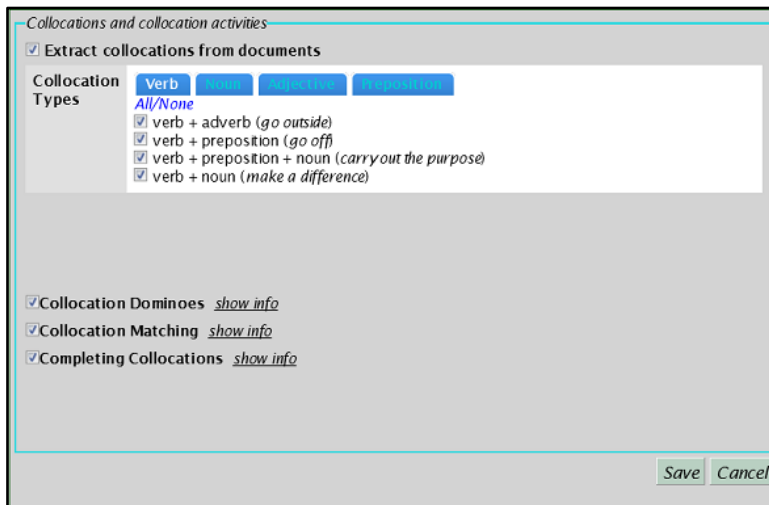 Collocations and collocation activities
Extract collocations from documents
Collocation Types
Verb Noun Adjective Preposition
All/None
verb + adverb (go outside)
verb + preposition (go off)
verb + preposition + noun (carry out the purpose)
verb + noun (make a difference)
Collocation Dominoes show info
Collocation Matching show info
Completing Collocations show info
Save Cancel